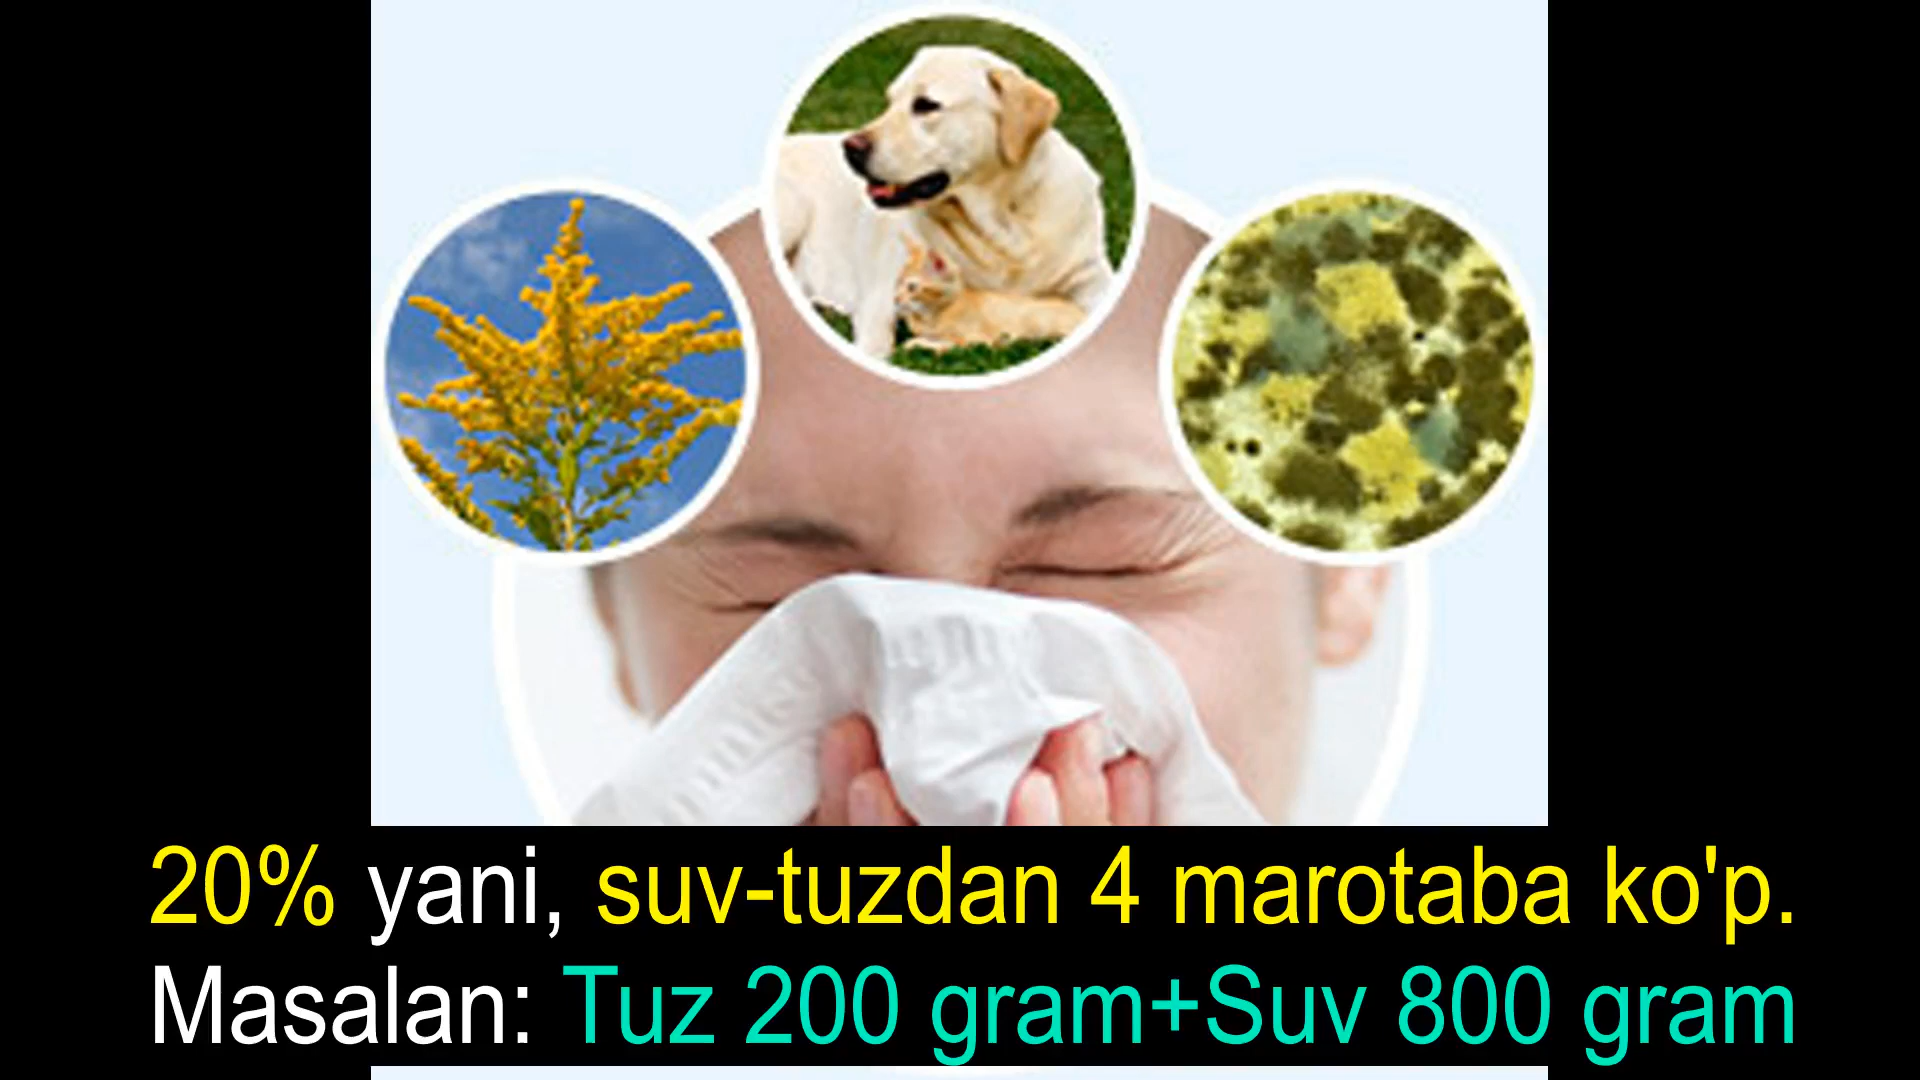 20% yani, suv-tuzdan 4 marotaba ko'p.
Masalan: Tuz 200 gram+Suv 800 gram